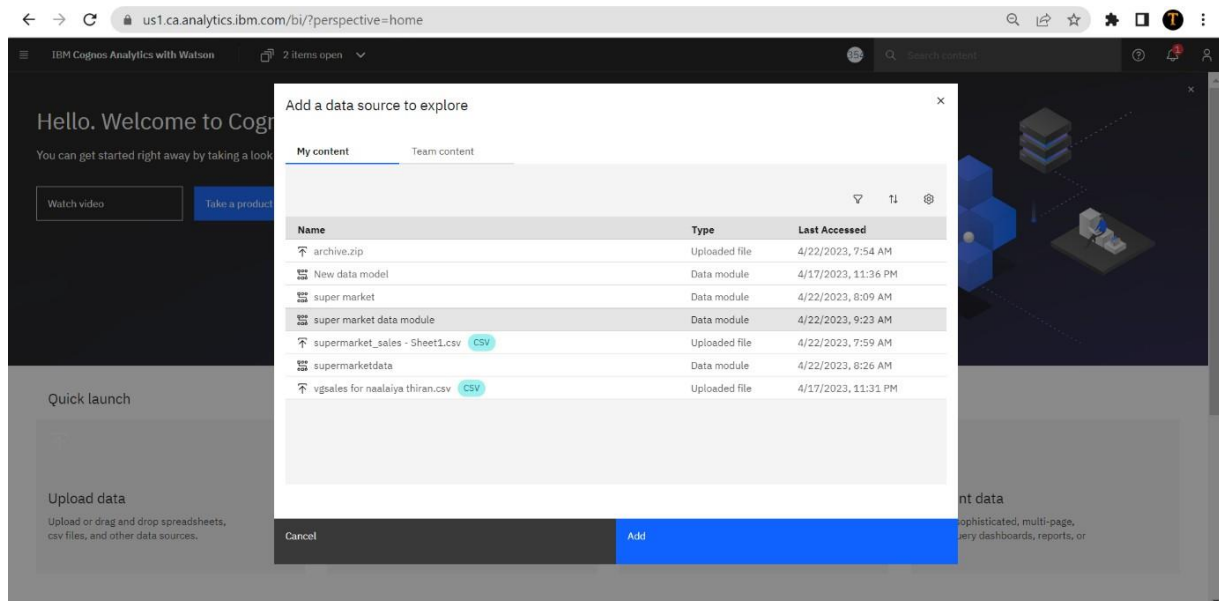 us1.ca.analytics.ibm.com/bi/?perspective=home
T
IBM Cognos Analytics with Watson
2 items open
Search content
1
Hello. Welcome to Cogn
You can get started right away by taking a look
Watch video
Take a product
Add a data source to explore
My content
Team content
Name Type Last Accessed
archive.zip Uploaded file 4/22/2023, 7:54 AM
New data model Data module 4/17/2023, 11:36 PM
super market Data module 4/22/2023, 8:09 AM
super market data module Data module 4/22/2023, 9:23 AM
supermarket_sales - Sheet1.csv CSV Uploaded file 4/22/2023, 7:59 AM
supermarketdata Data module 4/22/2023, 8:26 AM
vgsales for naalaiya thiran.csv CSV Uploaded file 4/17/2023, 11:31 PM
Cancel
Add
Quick launch
Upload data
Upload or drag and drop spreadsheets,
csv files, and other data sources.
nt data
sophisticated, multi-page,
uery dashboards, reports, or